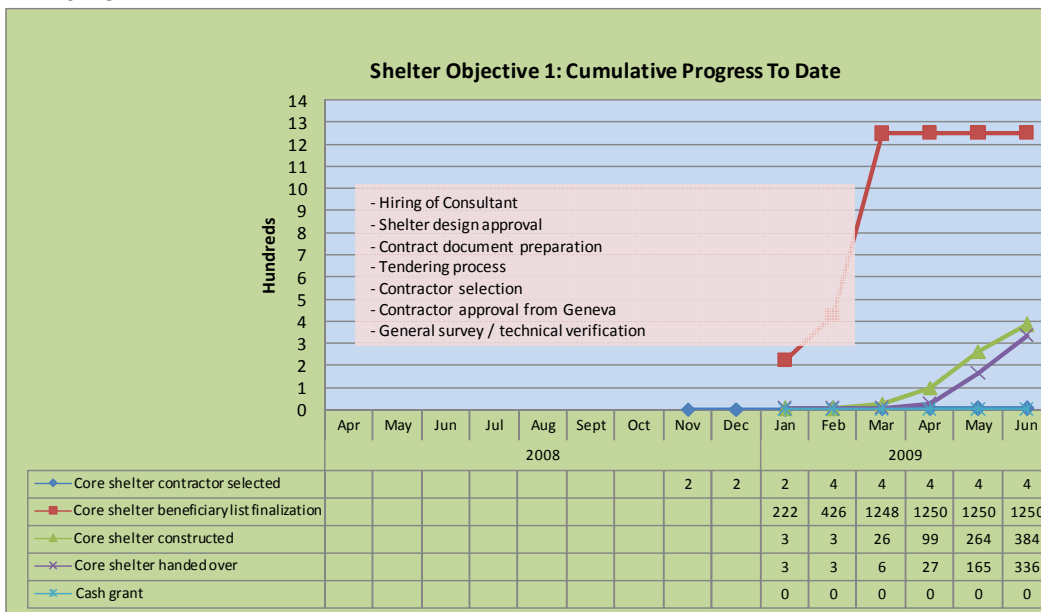 Shelter Objective 1: Cumulative Progress To Date
Hundreds
14
13
12
11
10
9
8
7
6
5
4
3
2
1
0
- Hiring of Consultant
- Shelter design approval
- Contract document preparation
- Tendering process
- Contractor selection
- Contractor approval from Geneva
- General survey / technical verification
Apr May Jun Jul Aug Sept Oct Nov Dec Jan Feb Mar Apr May Jun
2008 2009
Core shelter contractor selected 2 2 2 4 4 4 4 4
Core shelter beneficiary list finalization 222 426 1248 1250 1250 1250
Core shelter constructed 3 3 26 99 264 384
Core shelter handed over 3 3 6 27 165 336
Cash grant 0 0 0 0 0 0